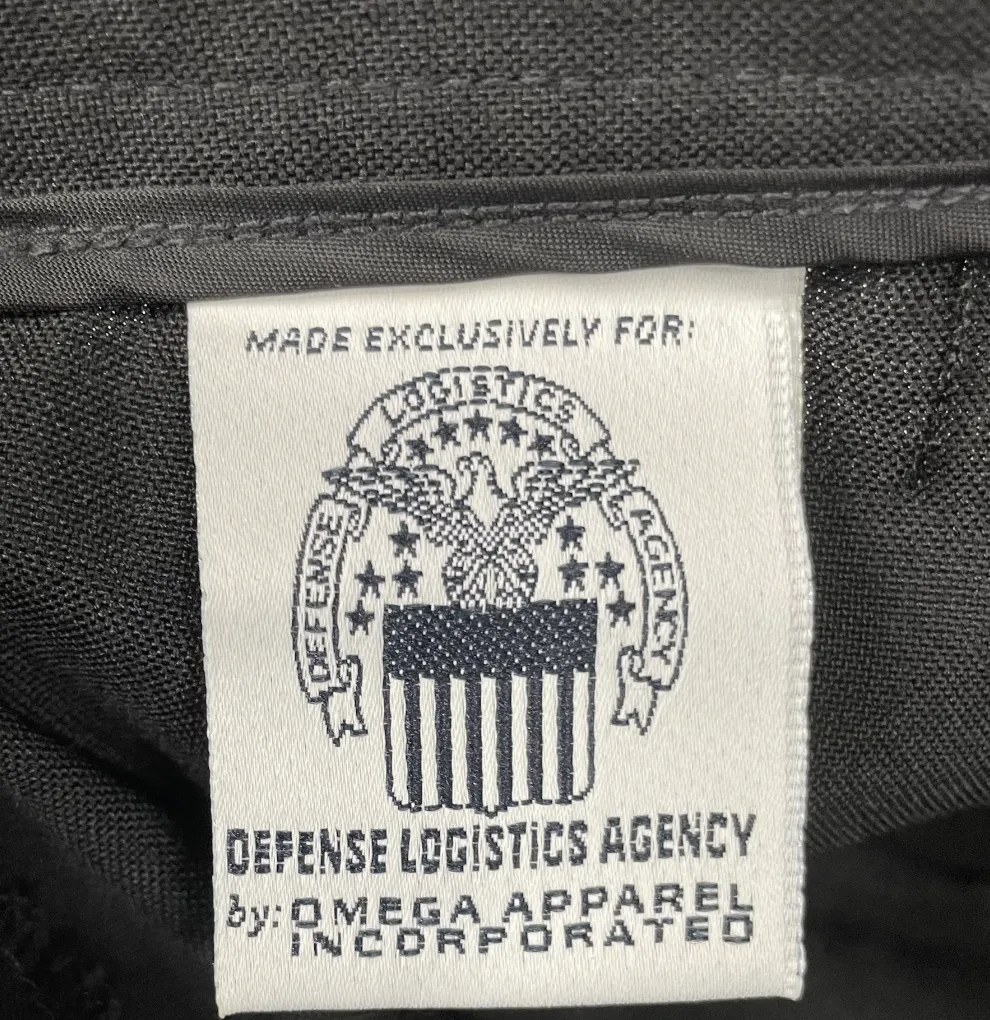 MADE EXCLUSIVELY FOR:
LOGISTICS
DEFENSE
AGENCY
DEFENSE LOGISTICS AGENCY
by: OMEGA APPAREL
INCORPORATED